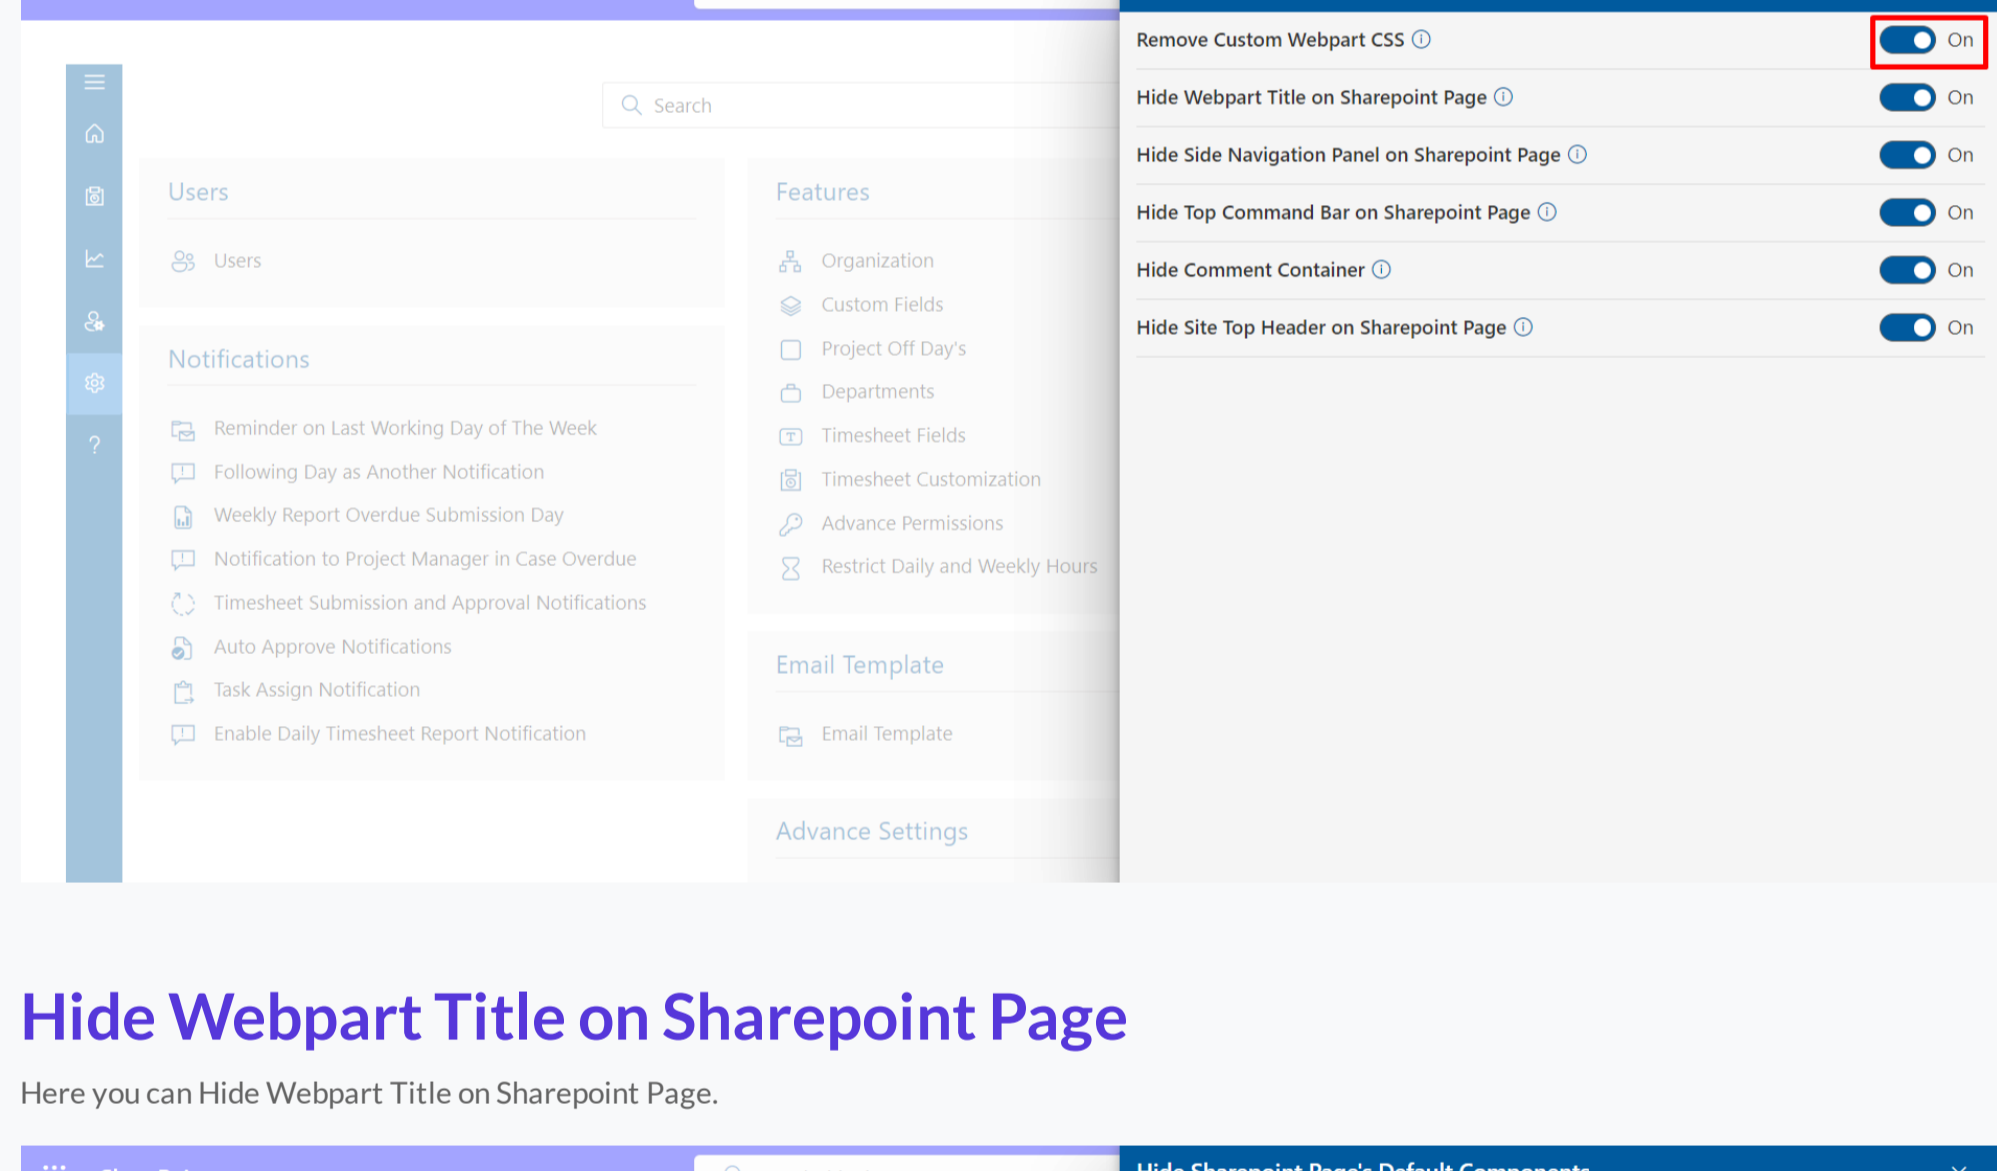 Remove Custom Webpart CSS
On
Hide Webpart Title on Sharepoint Page
On
Hide Side Navigation Panel on Sharepoint Page
On
Hide Top Command Bar on Sharepoint Page
On
Hide Comment Container
On
Hide Site Top Header on Sharepoint Page
On
Search
Users
Users
Notifications
Reminder on Last Working Day of The Week
Following Day as Another Notification
Weekly Report Overdue Submission Day
Notification to Project Manager in Case Overdue
Timesheet Submission and Approval Notifications
Auto Approve Notifications
Task Assign Notification
Enable Daily Timesheet Report Notification
Features
Organization
Custom Fields
Project Off Day's
Departments
Timesheet Fields
Timesheet Customization
Advance Permissions
Restrict Daily and Weekly Hours
Email Template
Email Template
Advance Settings
Hide Webpart Title on Sharepoint Page
Here you can Hide Webpart Title on Sharepoint Page.
Hide Sharepoint Page's Default Components